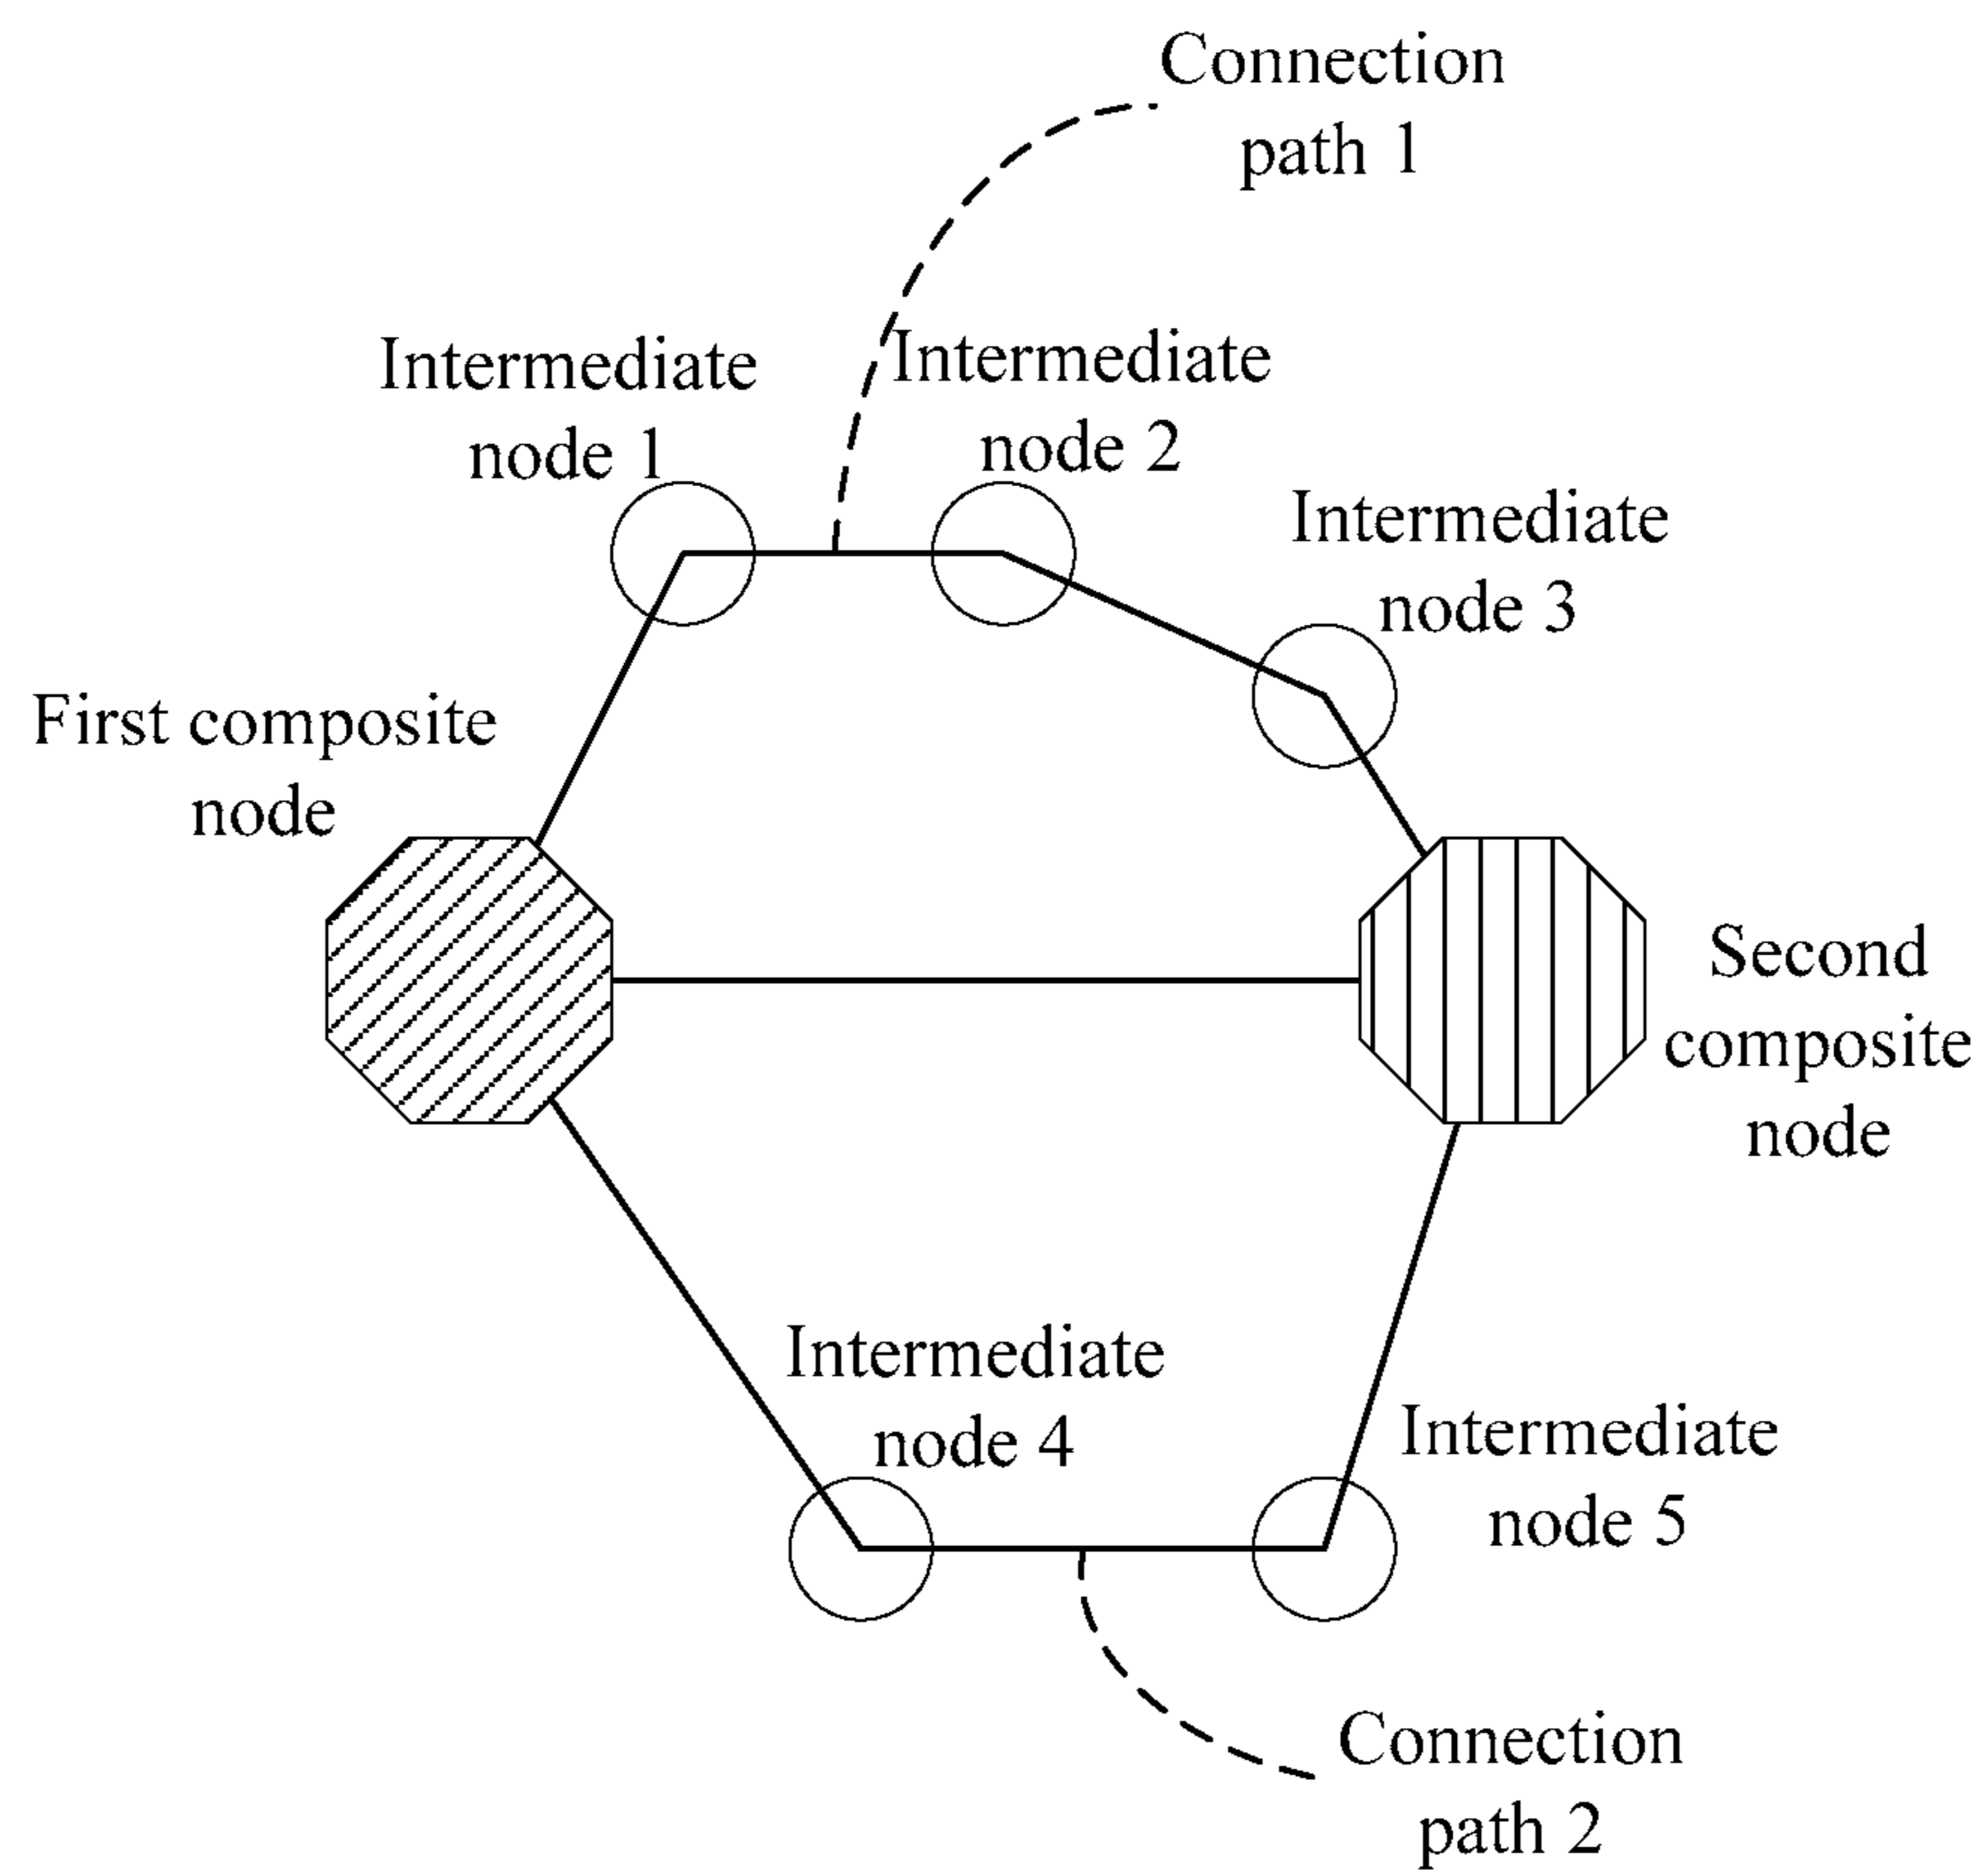 Connection
path 1
Intermediate
node 1
Intermediate
node 2
Intermediate
node 3
First composite
node
Second
composite
node
Intermediate
node 4
Intermediate
node 5
Connection
path 2